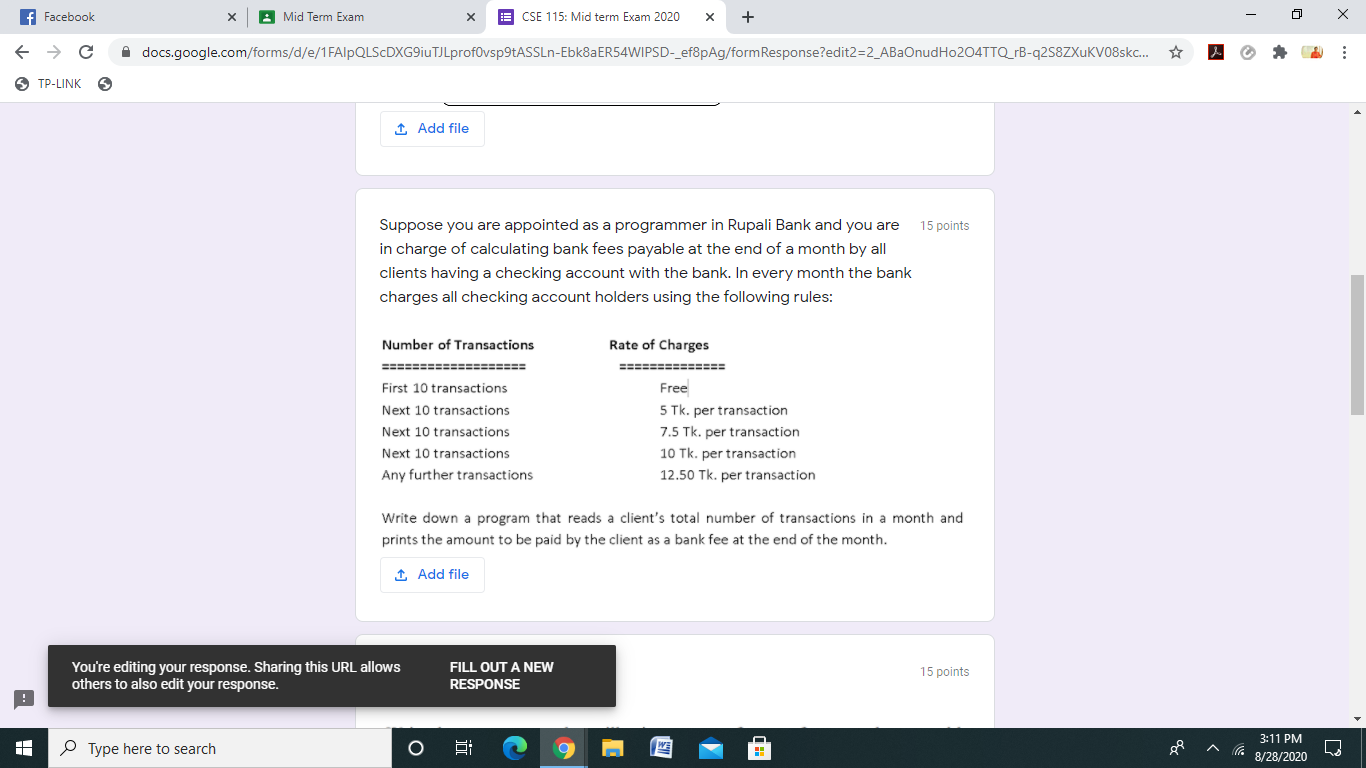 Facebook
Mid Term Exam
CSE 115: Mid term Exam 2020
docs.google.com/forms/d/e/1FAIpQLScDXG9iuTJLprof0vsp9tASSLn-Ebk8aER54WlPSD-_ef8pAg/formResponse?edit2=2_ABaOnudHo2O4TTQ_rB-q2S8ZXuKV08skc...
TP-LINK
Add file
Suppose you are appointed as a programmer in Rupali Bank and you are
15 points
in charge of calculating bank fees payable at the end of a month by all
clients having a checking account with the bank. In every month the bank
charges all checking account holders using the following rules:
Number of Transactions Rate of Charges
=================== ==============
First 10 transactions Free
Next 10 transactions 5 Tk. per transaction
Next 10 transactions 7.5 Tk. per transaction
Next 10 transactions 10 Tk. per transaction
Any further transactions 12.50 Tk. per transaction
Write down a program that reads a client's total number of transactions in a month and
prints the amount to be paid by the client as a bank fee at the end of the month.
Add file
You're editing your response. Sharing this URL allows
others to also edit your response.
FILL OUT A NEW
RESPONSE
15 points
Type here to search
3:11 PM
8/28/2020